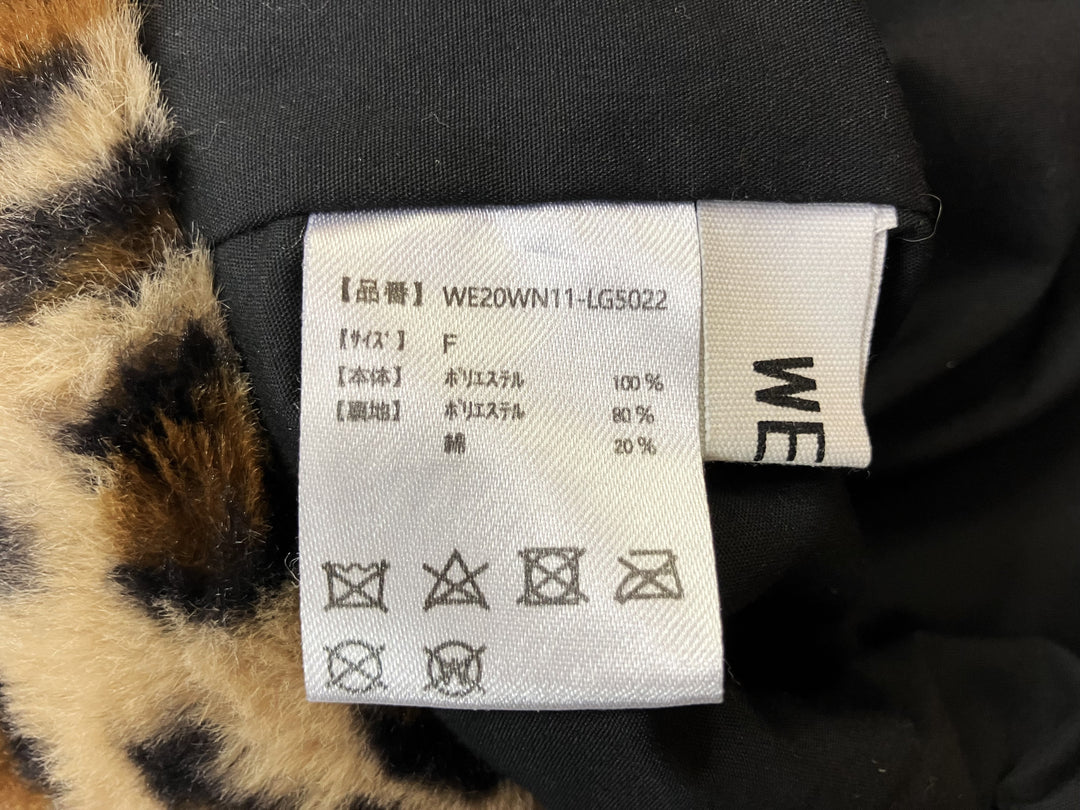 【品番】 WE20WN11-LG5022
【ｻｲｽﾞ】 F
【本体】 ﾎﾟﾘｴｽﾃﾙ 100%
【裏地】 ﾎﾟﾘｴｽﾃﾙ 80%
綿 20%
W
WE